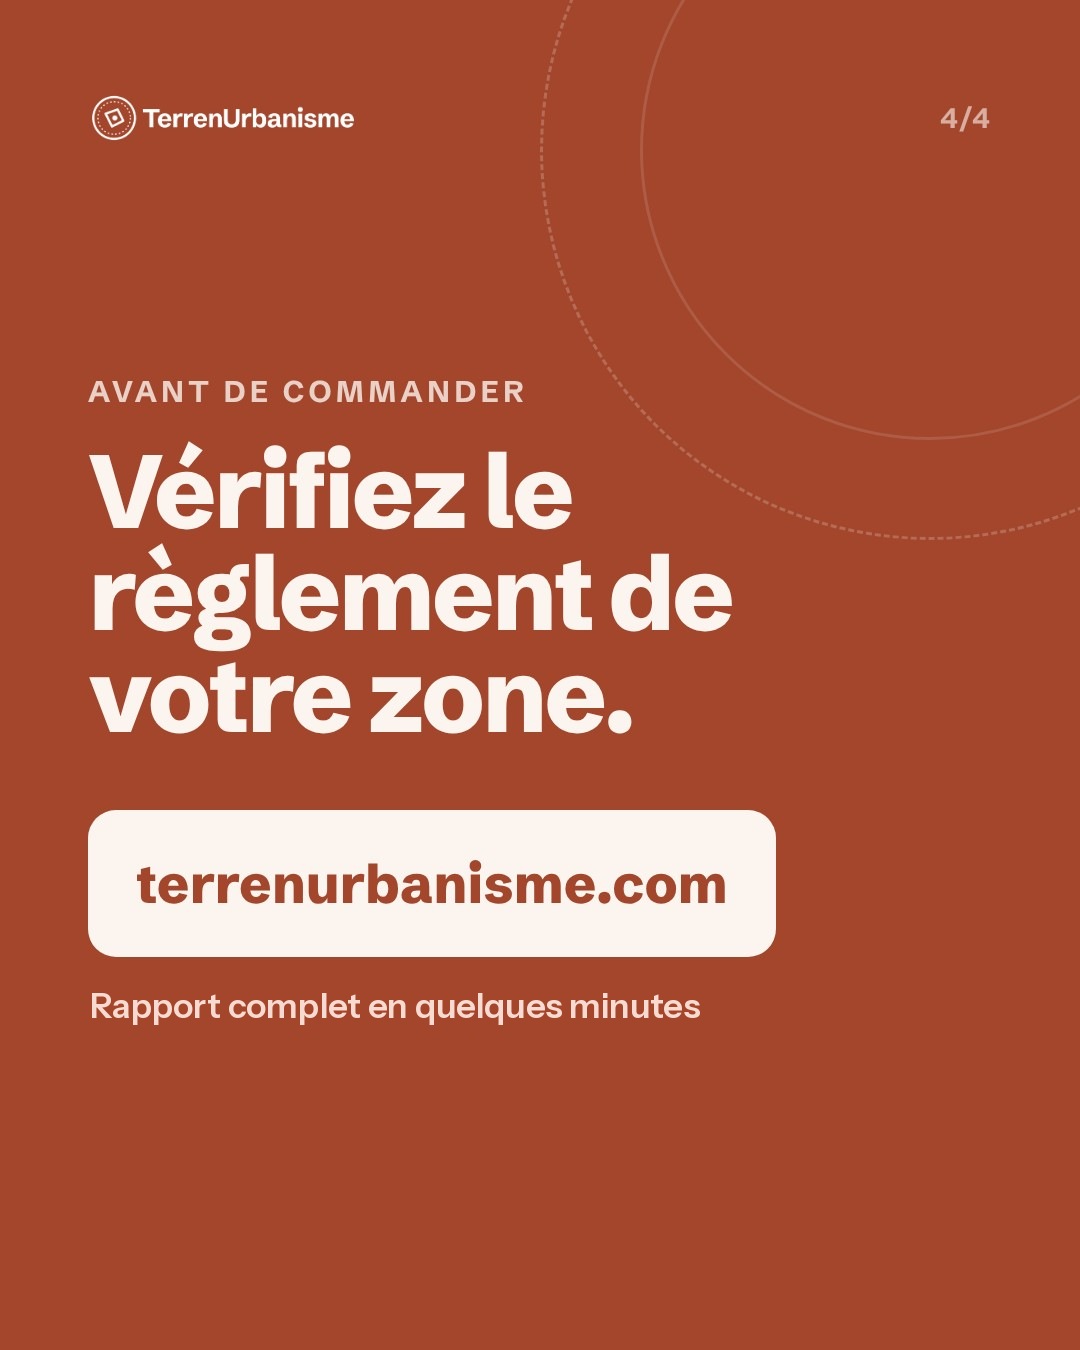 TerrenUrbanisme
4/4
AVANT DE COMMANDER
Vérifiez le
règlement de
votre zone.
terrenurbanisme.com
Rapport complet en quelques minutes